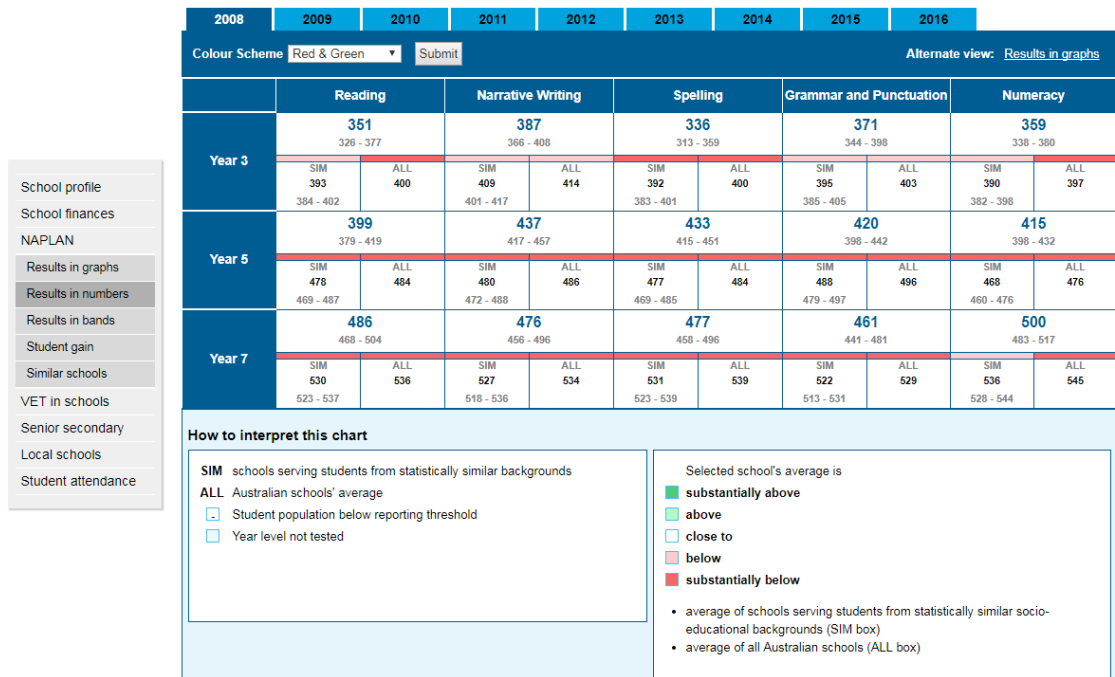 2008 2009 2010 2011 2012 2013 2014 2015 2016
Colour Scheme Red & Green Submit Alternate view: Results in graphs
Reading Narrative Writing Spelling Grammar and Punctuation Numeracy
Year 3
351 387 336 371 359
326 - 377 366 - 408 313 - 359 344 - 398 338 - 380
SIM ALL SIM ALL SIM ALL SIM ALL SIM ALL
393 400 409 414 392 400 395 403 390 397
384 - 402 401 - 417 383 - 401 385 - 405 382 - 398
Year 5
399 437 433 420 415
379 - 419 417 - 457 415 - 451 398 - 442 398 - 432
SIM ALL SIM ALL SIM ALL SIM ALL SIM ALL
478 484 480 486 477 484 488 496 468 476
469 - 487 472 - 488 469 - 485 479 - 497 460 - 476
Year 7
486 476 477 461 500
468 - 504 456 - 496 458 - 496 441 - 481 483 - 517
SIM ALL SIM ALL SIM ALL SIM ALL SIM ALL
530 536 527 534 531 539 522 529 536 545
523 - 537 518 - 536 523 - 539 513 - 531 528 - 544
School profile
School finances
NAPLAN
Results in graphs
Results in numbers
Results in bands
Student gain
Similar schools
VET in schools
Senior secondary
Local schools
Student attendance
How to interpret this chart
SIM schools serving students from statistically similar backgrounds
ALL Australian schools' average
- Student population below reporting threshold
Year level not tested
Selected school's average is
substantially above
above
close to
below
substantially below
• average of schools serving students from statistically similar socio-
educational backgrounds (SIM box)
• average of all Australian schools (ALL box)